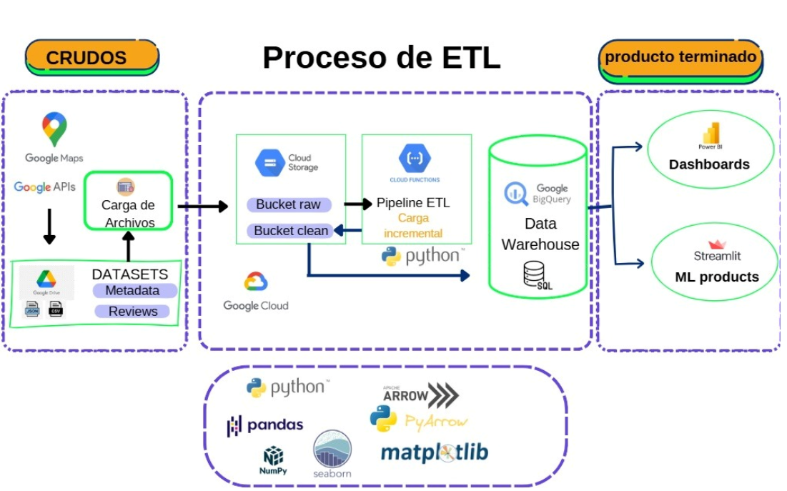 CRUDOS
Proceso de ETL
producto terminado
Google Maps
Google APIs
Carga de
Archivos
Google Drive
JSON
CSV
DATASETS
Metadata
Reviews
Cloud
Storage
Bucket raw
Bucket clean
CLOUD FUNCTIONS
Pipeline ETL
Carga
incremental
python
Google Cloud
Google
BigQuery
Data
Warehouse
SQL
Power BI
Dashboards
Streamlit
ML products
python
APACHE
ARROW
pandas
PyArrow
NumPy
seaborn
matplotlib